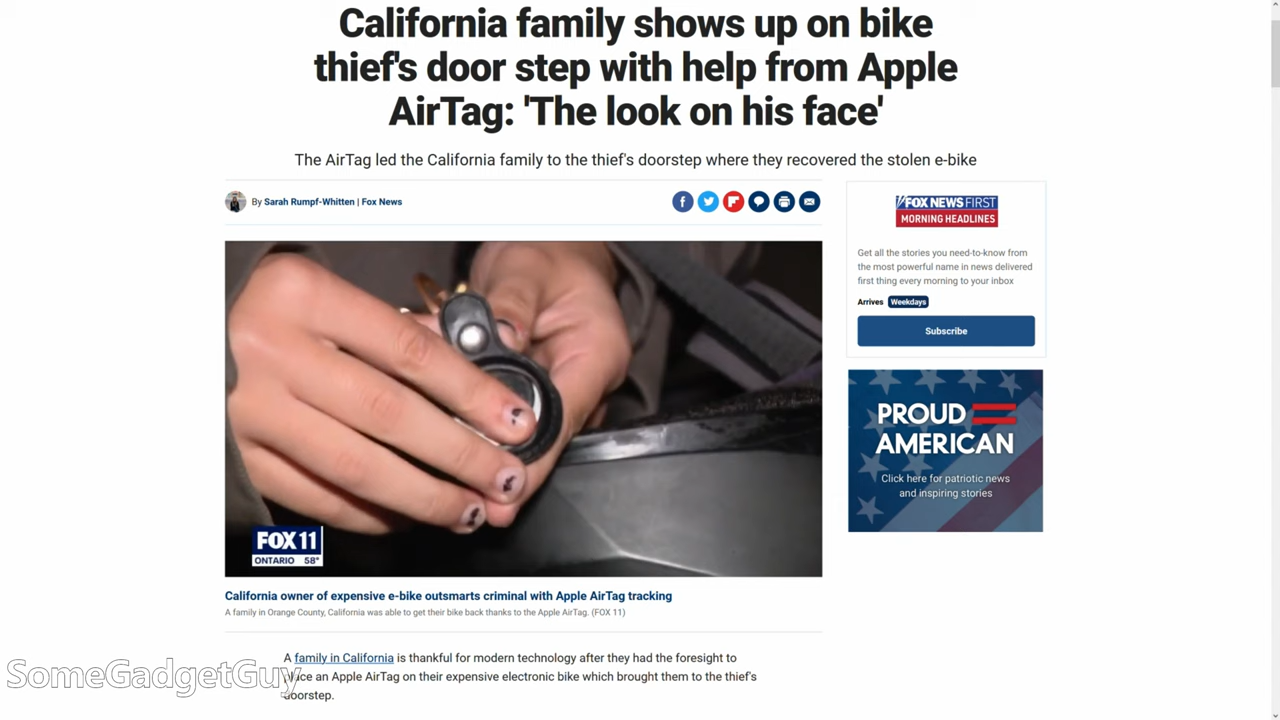 California family shows up on bike
thief's door step with help from Apple
AirTag: 'The look on his face'
The AirTag led the California family to the thief's doorstep where they recovered the stolen e-bike
By Sarah Rumpf-Whitten | Fox News
FOX NEWS FIRST
MORNING HEADLINES
Get all the stories you need-to-know from
the most powerful name in news delivered
first thing every morning to your inbox
Arrives Weekdays
Subscribe
PROUD
AMERICAN
Click here for patriotic news
and inspiring stories
FOX 11
ONTARIO 58°
California owner of expensive e-bike outsmarts criminal with Apple AirTag tracking
A family in Orange County, California was able to get their bike back thanks to the Apple AirTag. (FOX 11)
A family in California is thankful for modern technology after they had the foresight to
place an Apple AirTag on their expensive electronic bike which brought them to the thief's
doorstep.
SomeGadgetGuy